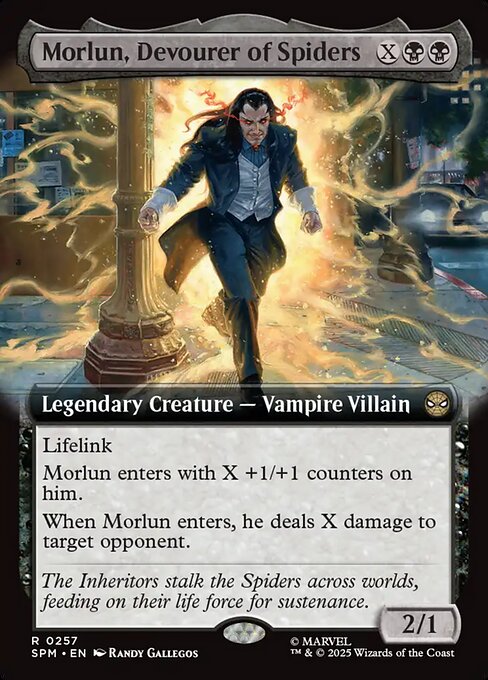 Morlun, Devourer of Spiders X
Legendary Creature — Vampire Villain
Lifelink
Morlun enters with X +1/+1 counters on
him.
When Morlun enters, he deals X damage to
target opponent.
The Inheritors stalk the Spiders across worlds,
feeding on their life force for sustenance.
2/1
R 0257
SPM • EN RANDY GALLEGOS
© MARVEL
™ & © 2025 Wizards of the Coast